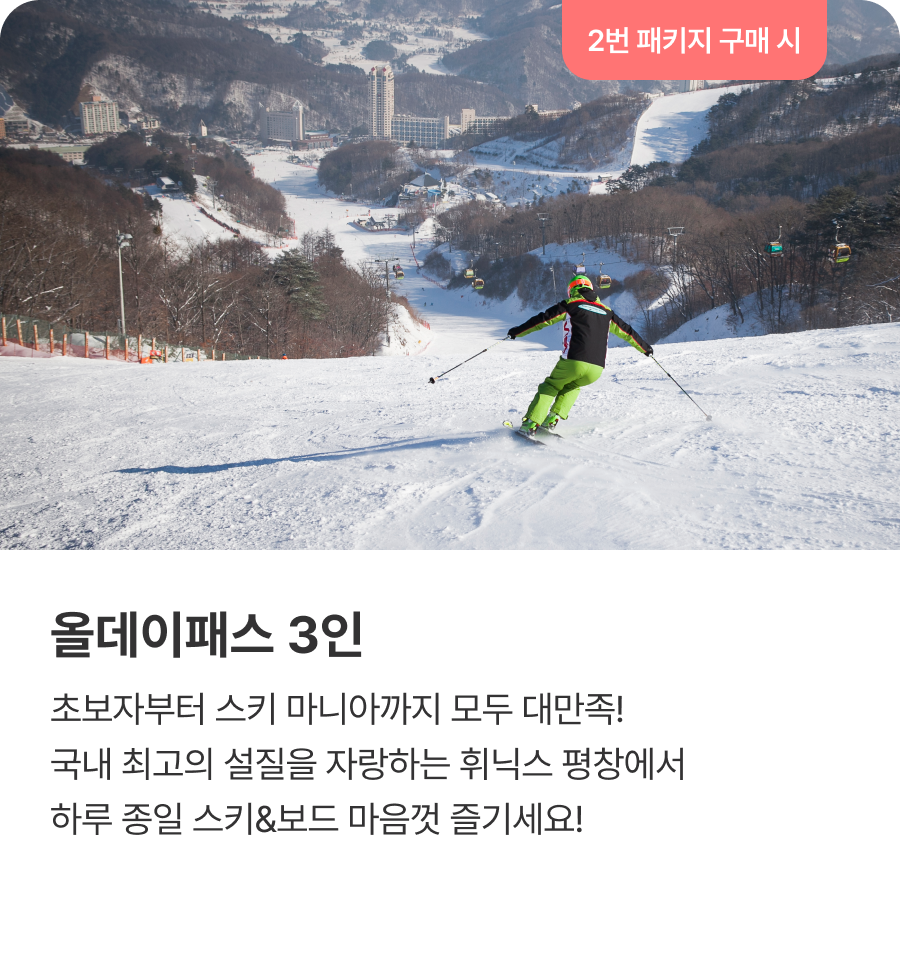 2번 패키지 구매 시
올데이패스 3인
초보자부터 스키 마니아까지 모두 대만족!
국내 최고의 설질을 자랑하는 휘닉스 평창에서
하루 종일 스키&보드 마음껏 즐기세요!